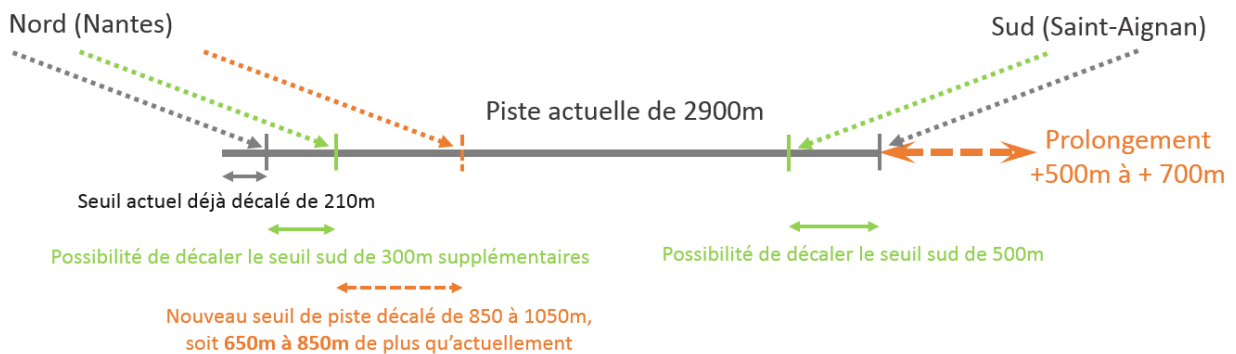 Nord (Nantes)
Sud (Saint-Aignan)
Piste actuelle de 2900m
Prolongement
+500m à + 700m
Seuil actuel déjà décalé de 210m
Possibilité de décaler le seuil sud de 300m supplémentaires
Possibilité de décaler le seuil sud de 500m
Nouveau seuil de piste décalé de 850 à 1050m,
soit 650m à 850m de plus qu’actuellement